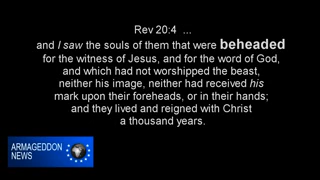 Rev 20:4 ...
and I saw the souls of them that were beheaded
for the witness of Jesus, and for the word of God,
and which had not worshipped the beast,
neither his image, neither had received his
mark upon their foreheads, or in their hands;
and they lived and reigned with Christ
a thousand years.
ARMAGEDDON
NEWS